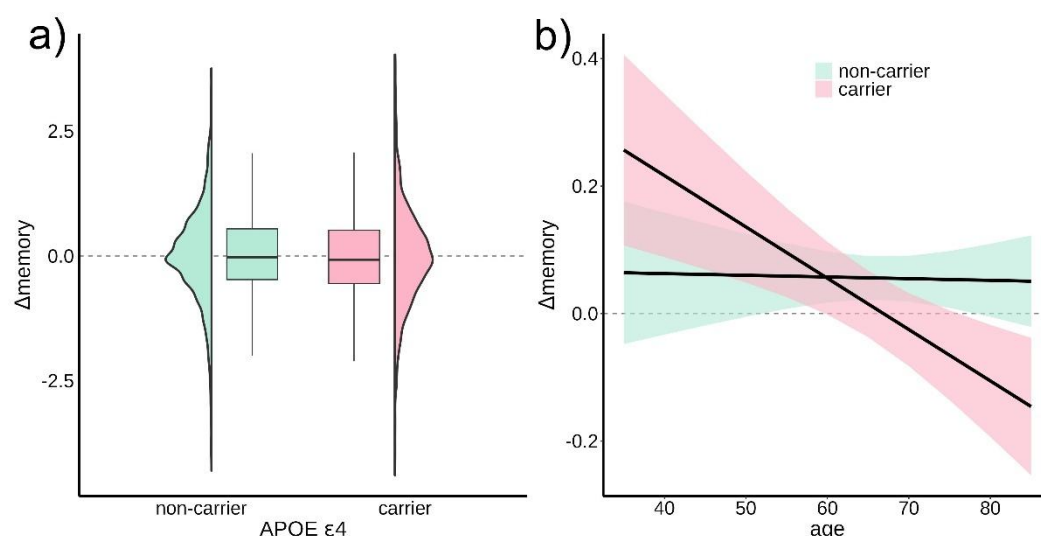 a)
Δmemory
2.5
0.0
-2.5
non-carrier carrier
APOE ε4
b)
non-carrier
carrier
Δmemory
0.4
0.2
0.0
-0.2
40 50 60 70 80
age